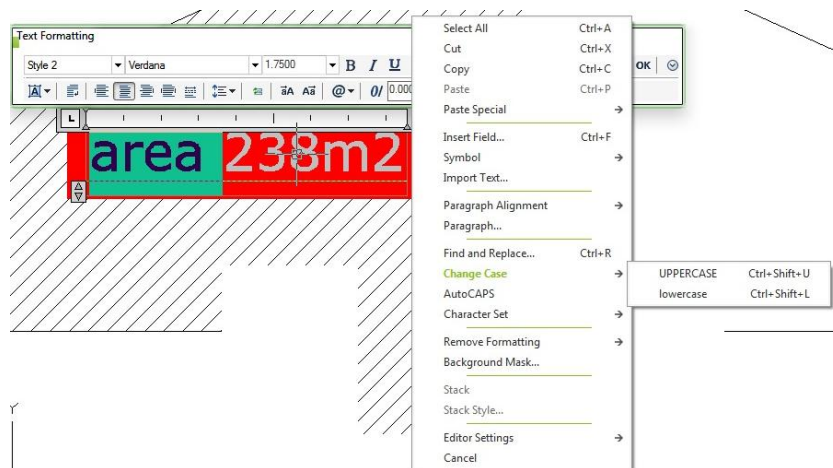 Text Formatting
Style 2 Verdana 1.7500 B I U OK
@ 0/ 0.000
area 238m2
Select All Ctrl+A
Cut Ctrl+X
Copy Ctrl+C
Paste Ctrl+P
Paste Special
Insert Field... Ctrl+F
Symbol
Import Text...
Paragraph Alignment
Paragraph...
Find and Replace... Ctrl+R
Change Case
UPPERCASE Ctrl+Shift+U
lowercase Ctrl+Shift+L
AutoCAPS
Character Set
Remove Formatting
Background Mask...
Stack
Stack Style...
Editor Settings
Cancel
Y